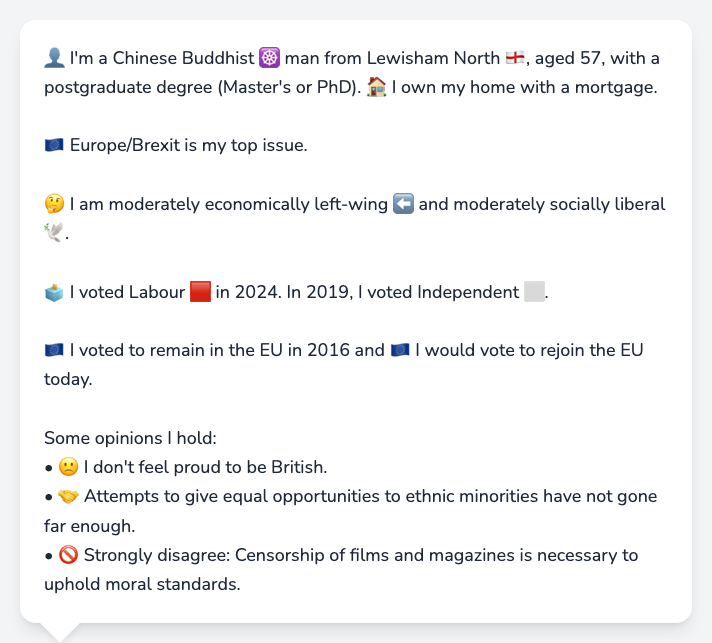 👤 I'm a Chinese Buddhist ☸️ man from Lewisham North 🏴󠁧󠁢󠁥󠁮󠁧󠁿, aged 57, with a
postgraduate degree (Master's or PhD). 🏠 I own my home with a mortgage.
🇪🇺 Europe/Brexit is my top issue.
🤔 I am moderately economically left-wing ⬅️ and moderately socially liberal
🕊️.
🗳️ I voted Labour 🟥 in 2024. In 2019, I voted Independent ⬜.
🇪🇺 I voted to remain in the EU in 2016 and 🇪🇺 I would vote to rejoin the EU
today.
Some opinions I hold:
• 🙁 I don't feel proud to be British.
• 🤝 Attempts to give equal opportunities to ethnic minorities have not gone
far enough.
• 🚫 Strongly disagree: Censorship of films and magazines is necessary to
uphold moral standards.